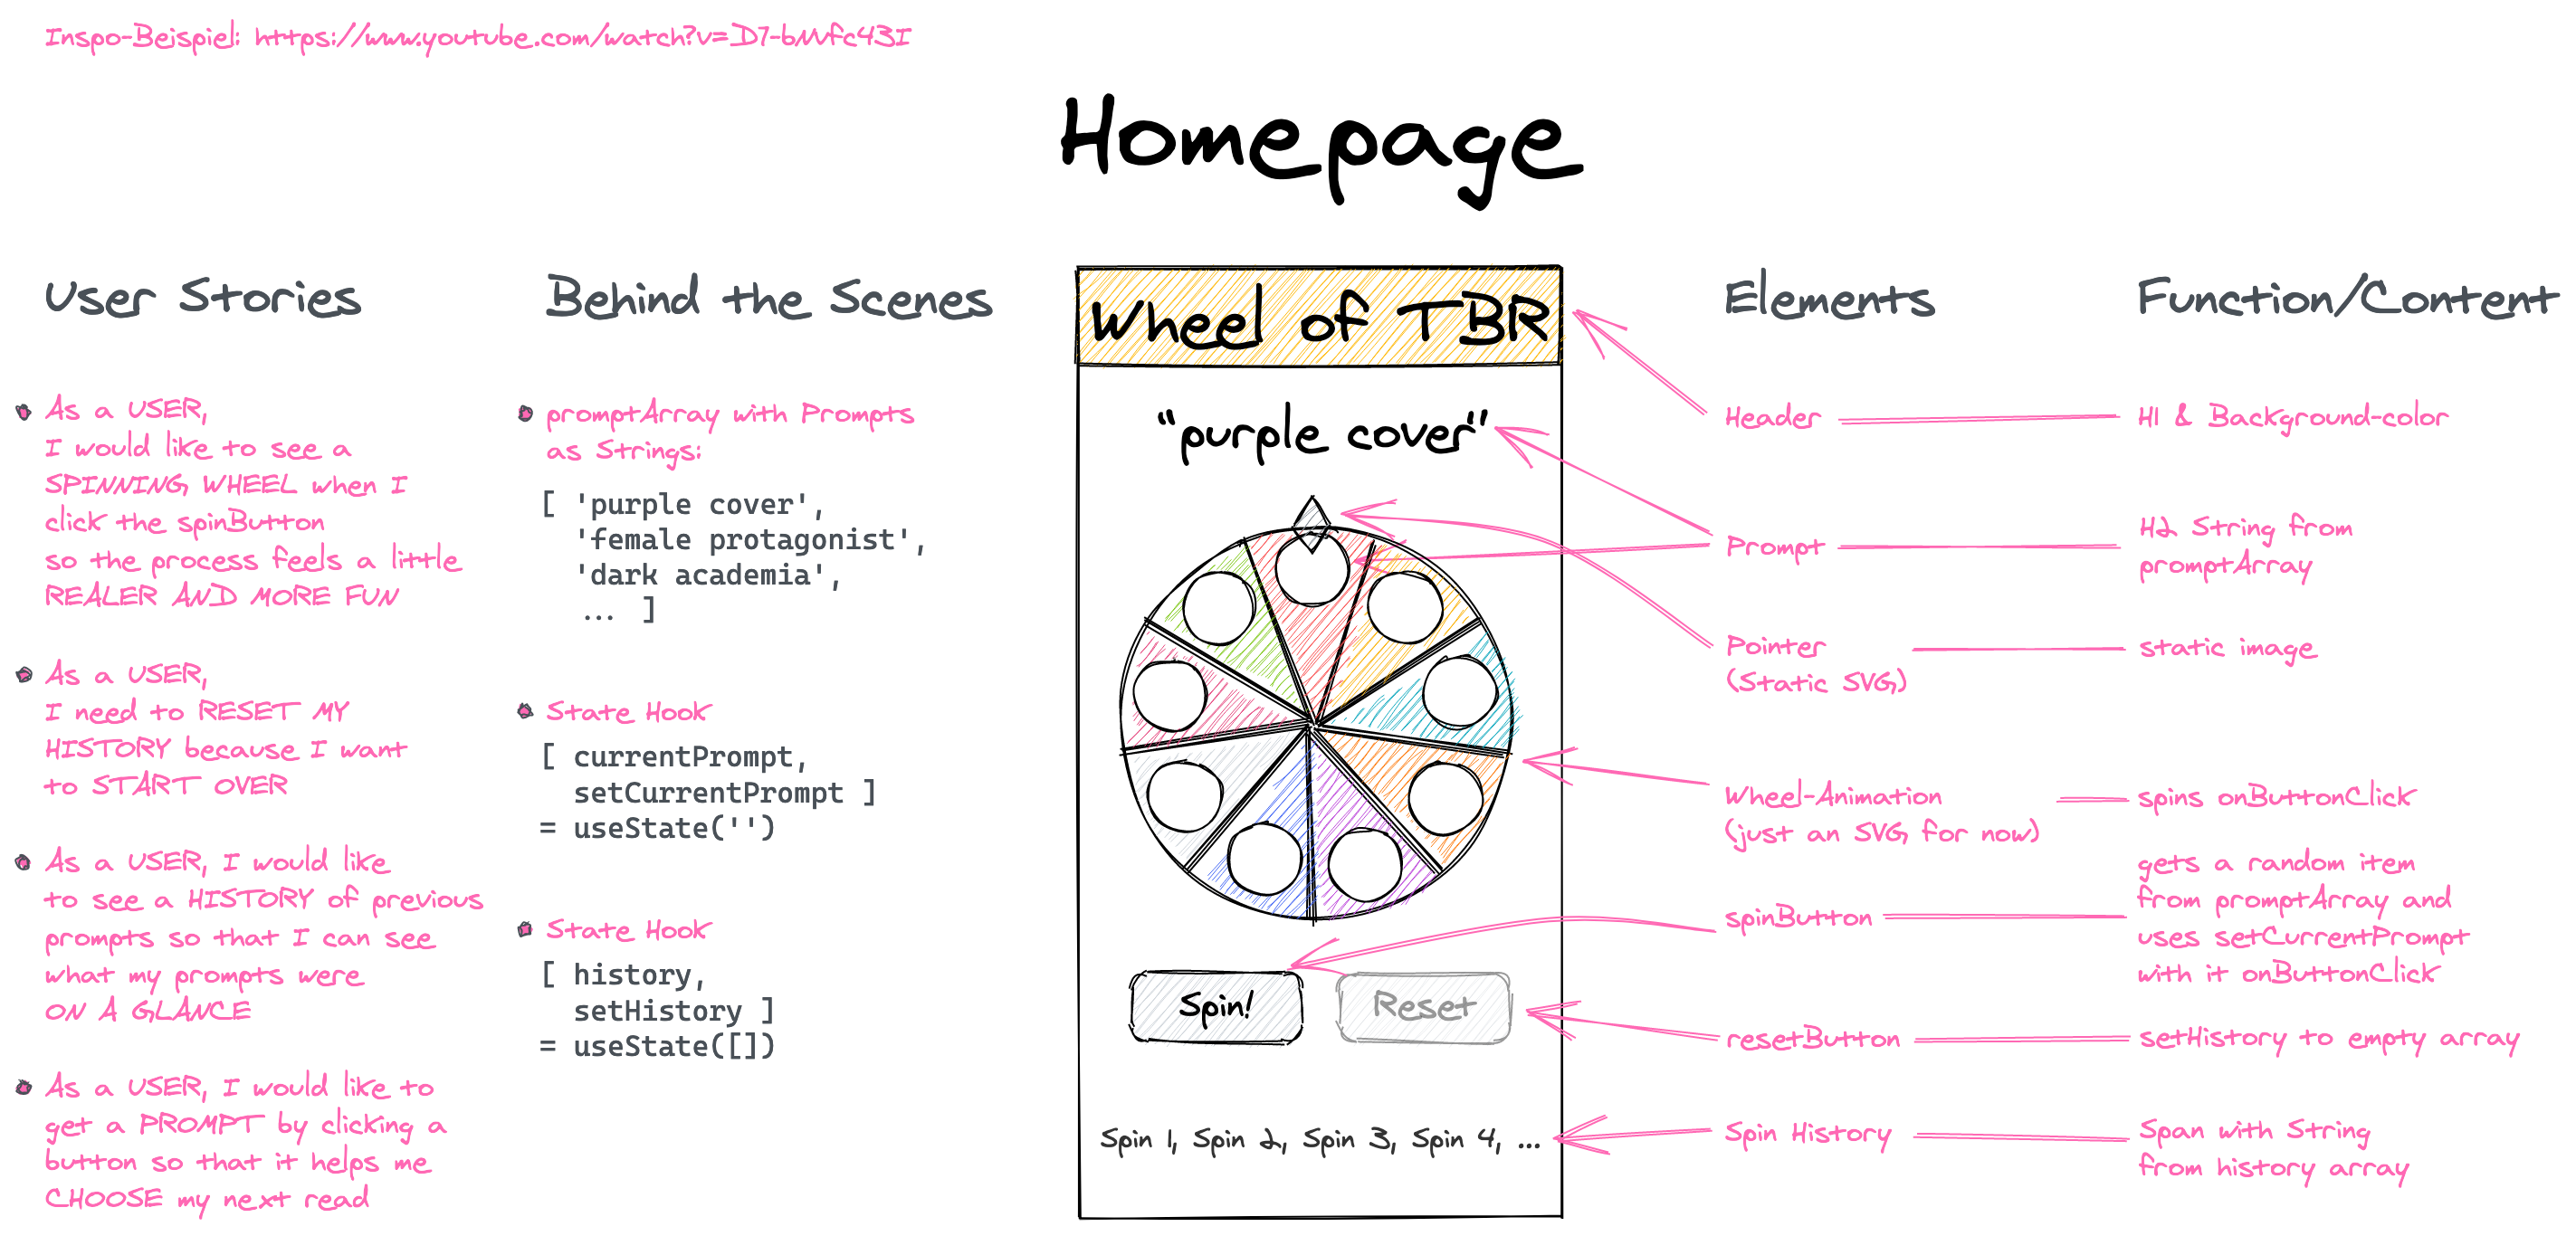 Inspo-Beispiel: https://www.youtube.com/watch?v=D7-bNVfc43I
Homepage
User Stories
As a USER,
I would like to see a
SPINNING WHEEL when I
click the spinButton
so the process feels a little
REALER AND MORE FUN
As a USER,
I need to RESET MY
HISTORY because I want
to START OVER
As a USER, I would like
to see a HISTORY of previous
prompts so that I can see
what my prompts were
ON A GLANCE
As a USER, I would like to
get a PROMPT by clicking a
button so that it helps me
CHOOSE my next read
Behind the Scenes
promptArray with Prompts
as Strings:
[ 'purple cover',
'female protagonist',
'dark academia',
... ]
State Hook
[ currentPrompt,
setCurrentPrompt ]
= useState('')
State Hook
[ history,
setHistory ]
= useState([])
Wheel of TBR
"purple cover"
Spin!
Reset
Spin 1, Spin 2, Spin 3, Spin 4, ...
Elements
Header
Prompt
Pointer
(Static SVG)
Wheel-Animation
(just an SVG for now)
spinButton
resetButton
Spin History
Function/Content
H1 & Background-color
H2 String from
promptArray
static image
spins onButtonClick
gets a random item
from promptArray and
uses setCurrentPrompt
with it onButtonClick
setHistory to empty array
Span with String
from history array